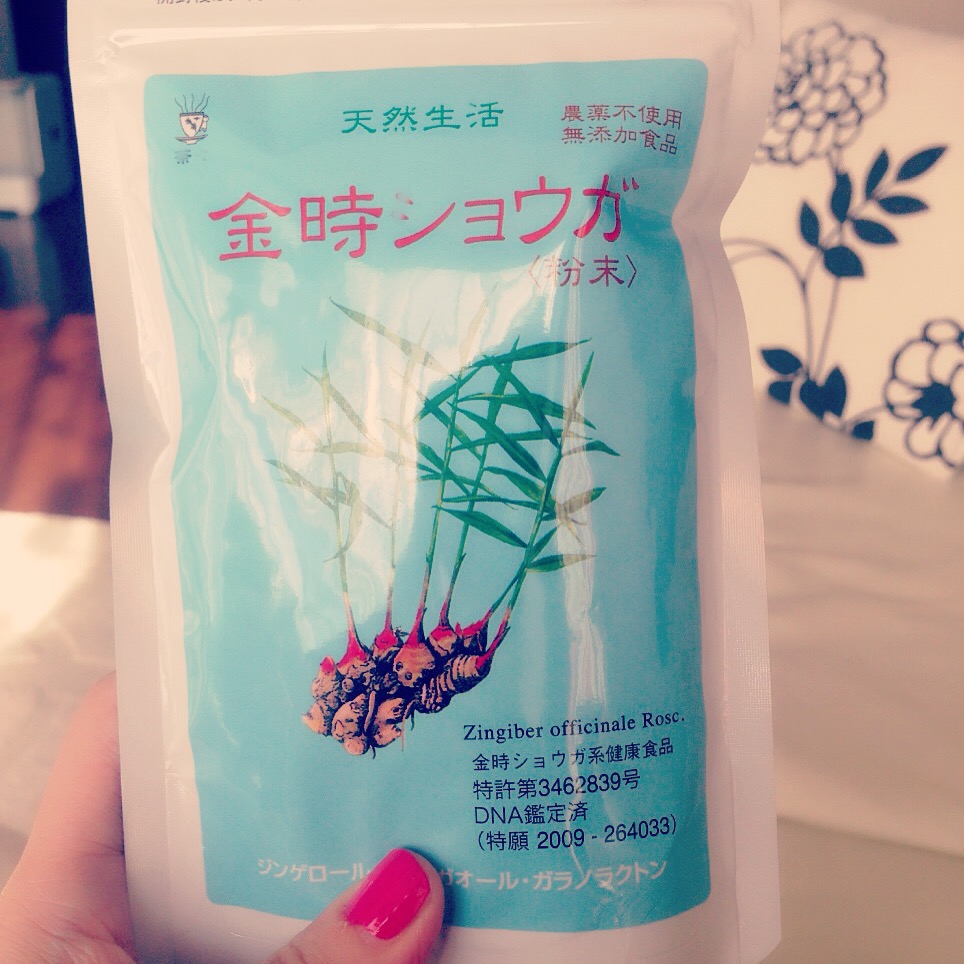 天然生活
農薬不使用
無添加食品
茶
金時ショウガ
〈粉末〉
Zingiber officinale Rosc.
金時ショウガ系健康食品
特許第3462839号
DNA鑑定済
(特願 2009 - 264033)
ジンゲロール・ ガオール・ガラノラクトン